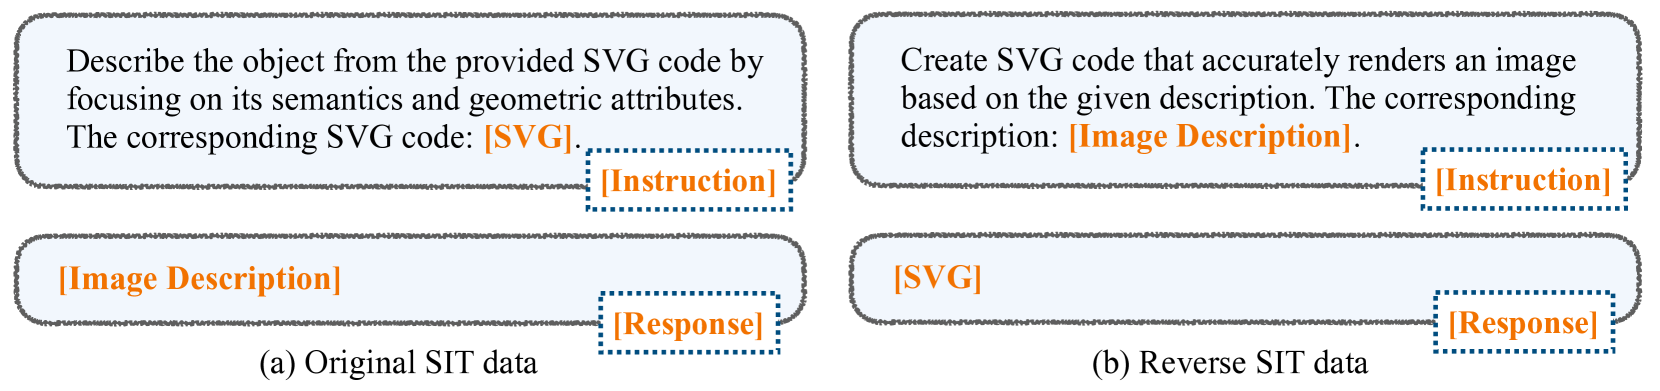 Describe the object from the provided SVG code by
focusing on its semantics and geometric attributes.
The corresponding SVG code: [SVG].
[Instruction]
[Image Description]
[Response]
(a) Original SIT data
Create SVG code that accurately renders an image
based on the given description. The corresponding
description: [Image Description].
[Instruction]
[SVG]
[Response]
(b) Reverse SIT data